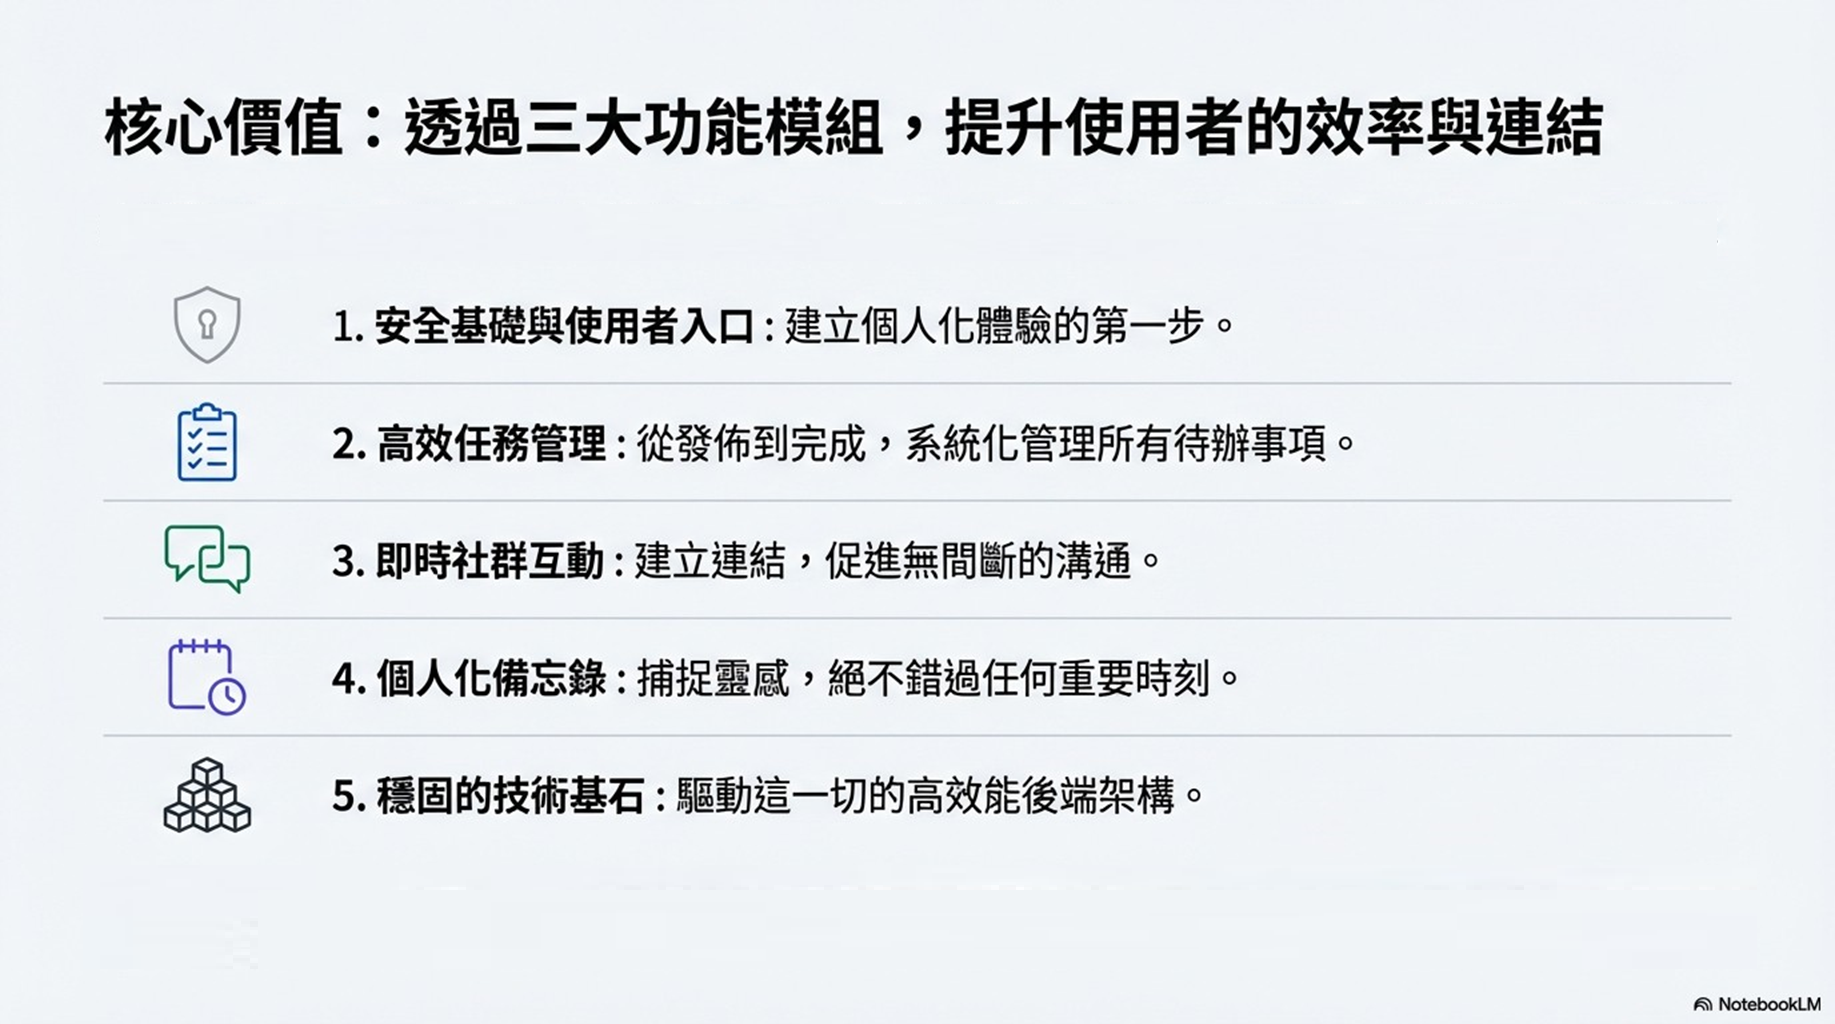 核心價值：透過三大功能模組，提升使用者的效率與連結
1. 安全基礎與使用者入口 : 建立個人化體驗的第一步。
2. 高效任務管理 : 從發佈到完成，系統化管理所有待辦事項。
3. 即時社群互動 : 建立連結，促進無間斷的溝通。
4. 個人化備忘錄 : 捕捉靈感，絕不錯過任何重要時刻。
5. 穩固的技術基石 : 驅動這一切的高效能後端架構。
NotebookLM